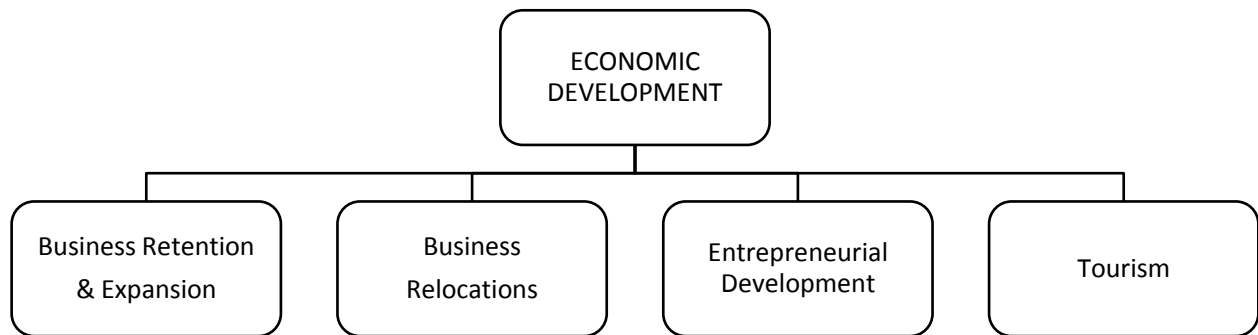 ECONOMIC
DEVELOPMENT
Business Retention
& Expansion
Business
Relocations
Entrepreneurial
Development
Tourism